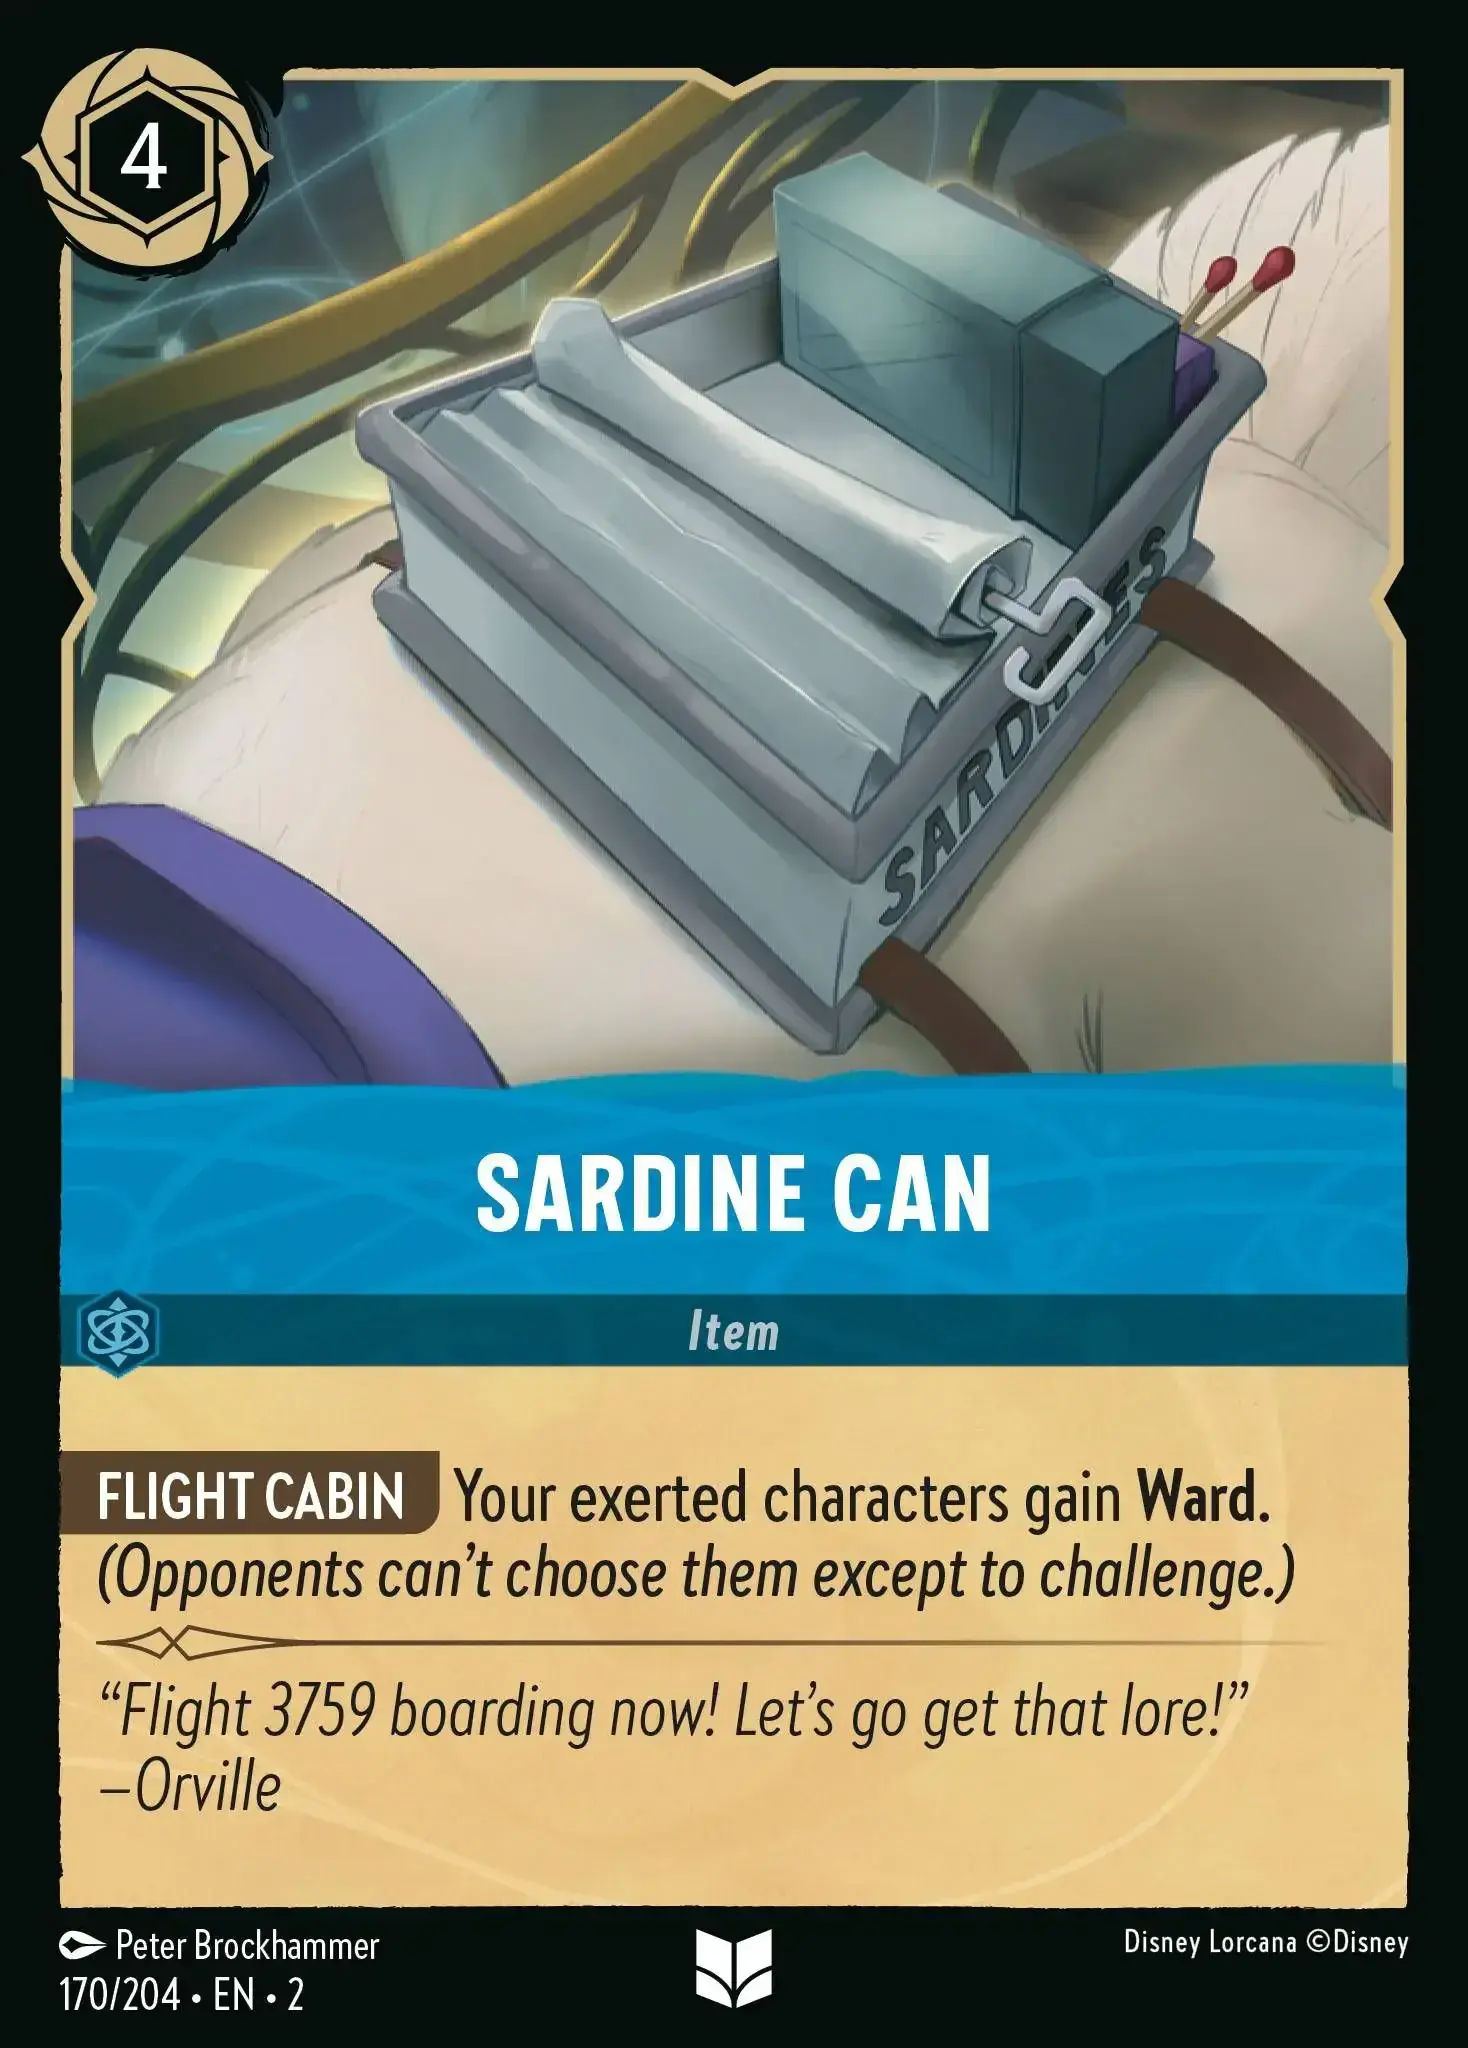 4
SARDINES
SARDINE CAN
Item
FLIGHT CABIN Your exerted characters gain Ward.
(Opponents can't choose them except to challenge.)
“Flight 3759 boarding now! Let's go get that lore!”
–Orville
Peter Brockhammer
Disney Lorcana ©Disney
170/204 • EN • 2